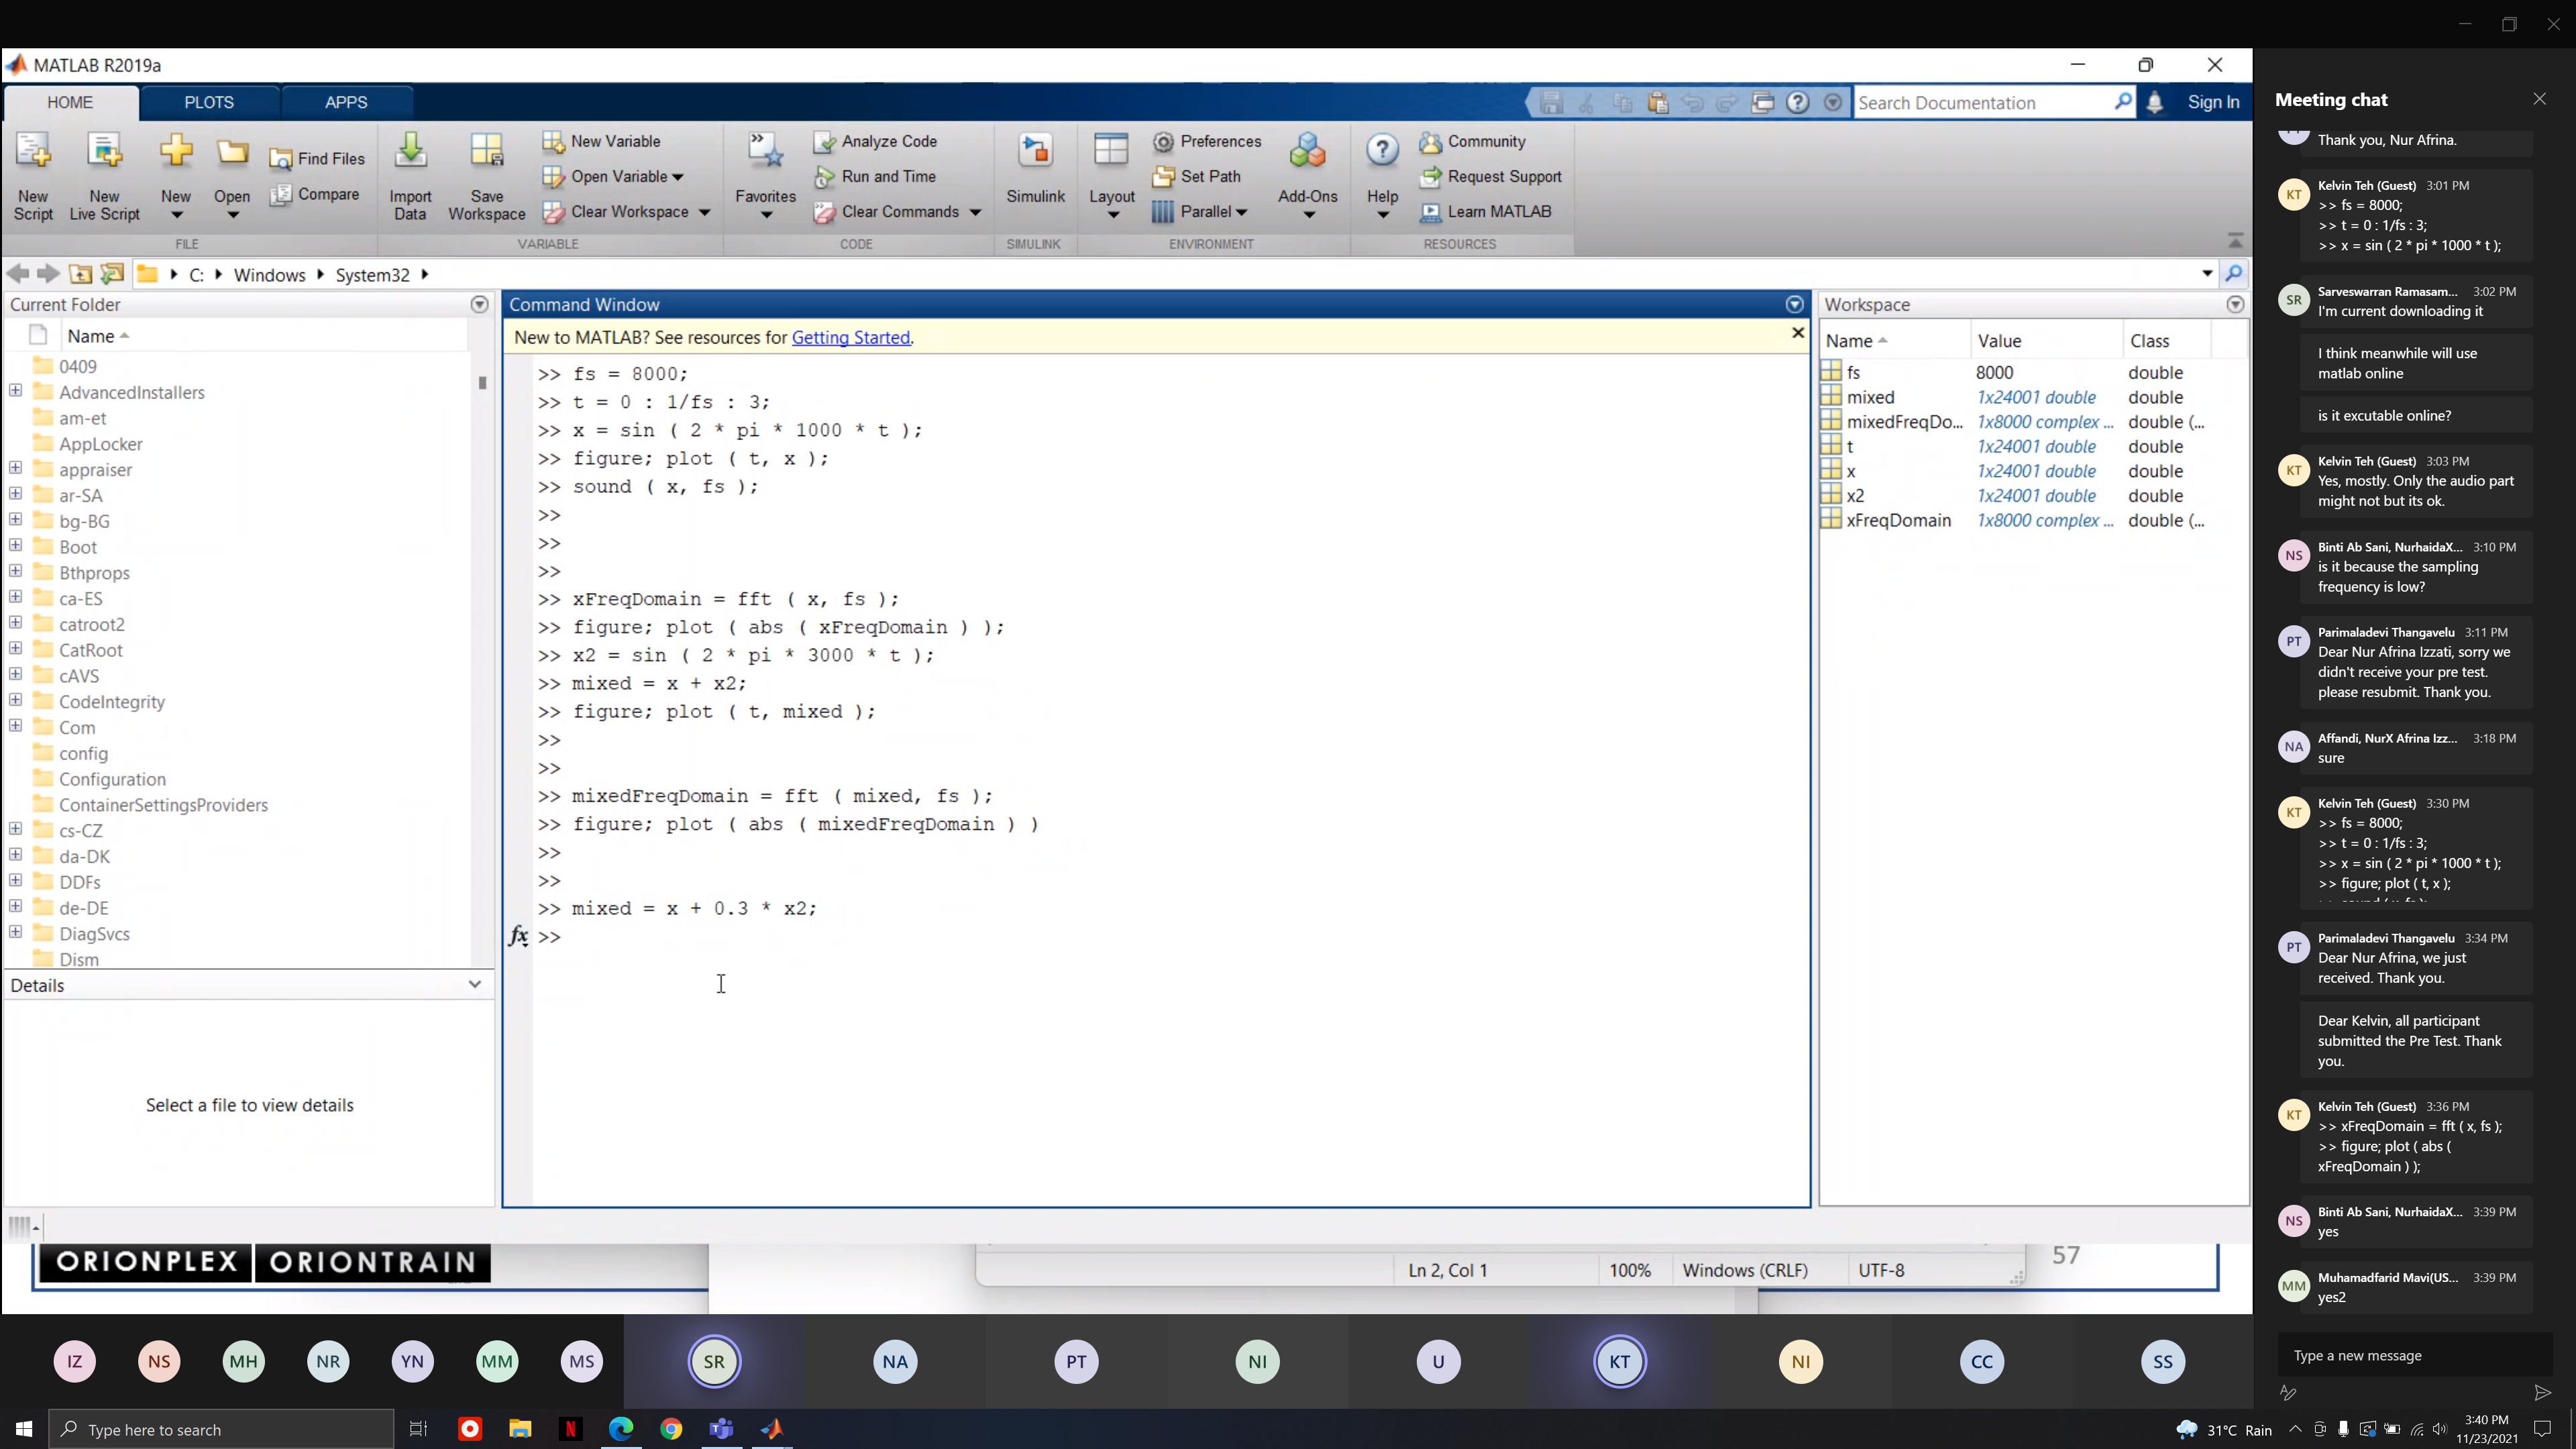 MATLAB R2019a
HOME
PLOTS
APPS
Search Documentation
Sign In
New Script
New Live Script
New
Open
Find Files
Compare
FILE
Import Data
Save Workspace
New Variable
Open Variable
Clear Workspace
VARIABLE
Favorites
Analyze Code
Run and Time
Clear Commands
CODE
Simulink
SIMULINK
Layout
Preferences
Set Path
Parallel
Add-Ons
ENVIRONMENT
Help
Community
Request Support
Learn MATLAB
RESOURCES
C: Windows System32
Current Folder
Name
0409
AdvancedInstallers
am-et
AppLocker
appraiser
ar-SA
bg-BG
Boot
Bthprops
ca-ES
catroot2
CatRoot
cAVS
CodeIntegrity
Com
config
Configuration
ContainerSettingsProviders
cs-CZ
da-DK
DDFs
de-DE
DiagSvcs
Dism
Details
Select a file to view details
Command Window
New to MATLAB? See resources for Getting Started.
>> fs = 8000;
>> t = 0 : 1/fs : 3;
>> x = sin ( 2 * pi * 1000 * t );
>> figure; plot ( t, x );
>> sound ( x, fs );
>>
>>
>>
>> xFreqDomain = fft ( x, fs );
>> figure; plot ( abs ( xFreqDomain ) );
>> x2 = sin ( 2 * pi * 3000 * t );
>> mixed = x + x2;
>> figure; plot ( t, mixed );
>>
>>
>> mixedFreqDomain = fft ( mixed, fs );
>> figure; plot ( abs ( mixedFreqDomain ) )
>>
>>
>> mixed = x + 0.3 * x2;
fx >>
Workspace
Name Value Class
fs 8000 double
mixed 1x24001 double double
mixedFreqDo... 1x8000 complex ... double (...
t 1x24001 double double
x 1x24001 double double
x2 1x24001 double double
xFreqDomain 1x8000 complex ... double (...
ORIONPLEX ORIONTRAIN
Ln 2, Col 1 100% Windows (CRLF) UTF-8
57
IZ NS MH NR YN MM MS SR NA PT NI U KT NI CC SS
Meeting chat
Thank you, Nur Afrina.
KT
Kelvin Teh (Guest) 3:01 PM
>> fs = 8000;
>> t = 0 : 1/fs : 3;
>> x = sin ( 2 * pi * 1000 * t );
SR
Sarveswarran Ramasam... 3:02 PM
I'm current downloading it
I think meanwhile will use
matlab online
is it excutable online?
KT
Kelvin Teh (Guest) 3:03 PM
Yes, mostly. Only the audio part
might not but its ok.
NS
Binti Ab Sani, NurhaidaX... 3:10 PM
is it because the sampling
frequency is low?
PT
Parimaladevi Thangavelu 3:11 PM
Dear Nur Afrina Izzati, sorry we
didn't receive your pre test.
please resubmit. Thank you.
NA
Affandi, NurX Afrina Izz... 3:18 PM
sure
KT
Kelvin Teh (Guest) 3:30 PM
>> fs = 8000;
>> t = 0 : 1/fs : 3;
>> x = sin ( 2 * pi * 1000 * t );
>> figure; plot ( t, x );
PT
Parimaladevi Thangavelu 3:34 PM
Dear Nur Afrina, we just
received. Thank you.
Dear Kelvin, all participant
submitted the Pre Test. Thank
you.
KT
Kelvin Teh (Guest) 3:36 PM
>> xFreqDomain = fft ( x, fs );
>> figure; plot ( abs (
xFreqDomain ) );
NS
Binti Ab Sani, NurhaidaX... 3:39 PM
yes
MM
Muhamadfarid Mavi(US... 3:39 PM
yes2
Type a new message
Type here to search
31°C Rain
3:40 PM
11/23/2021